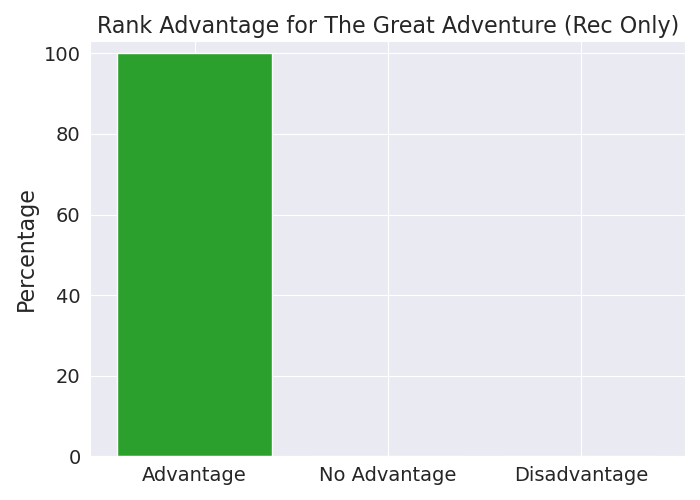 Rank Advantage for The Great Adventure (Rec Only)
100
80
60
40
20
0
Percentage
Advantage
No Advantage
Disadvantage